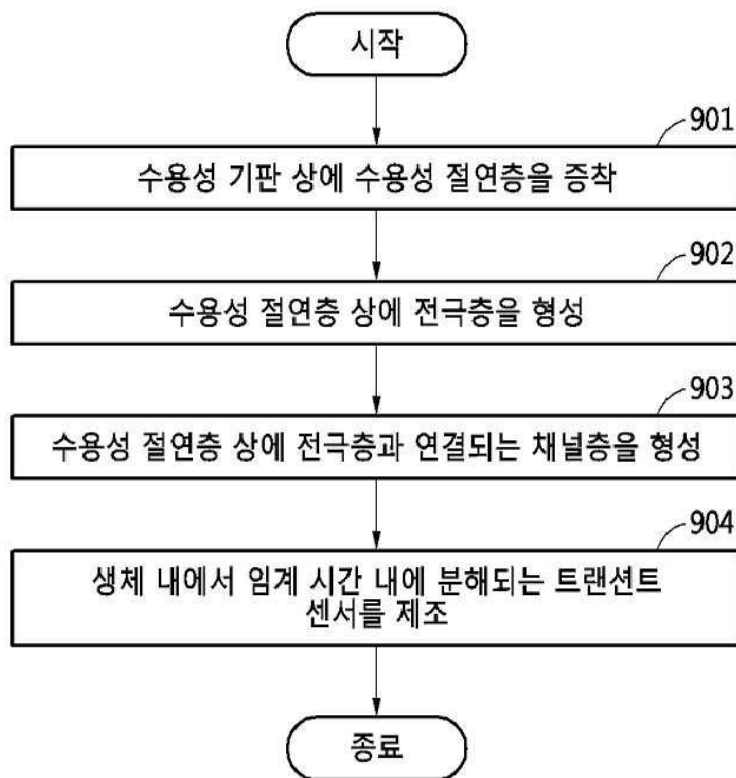 시작
901
수용성 기판 상에 수용성 절연층을 증착
902
수용성 절연층 상에 전극층을 형성
903
수용성 절연층 상에 전극층과 연결되는 채널층을 형성
904
생체 내에서 임계 시간 내에 분해되는 트랜션트
센서를 제조
종료